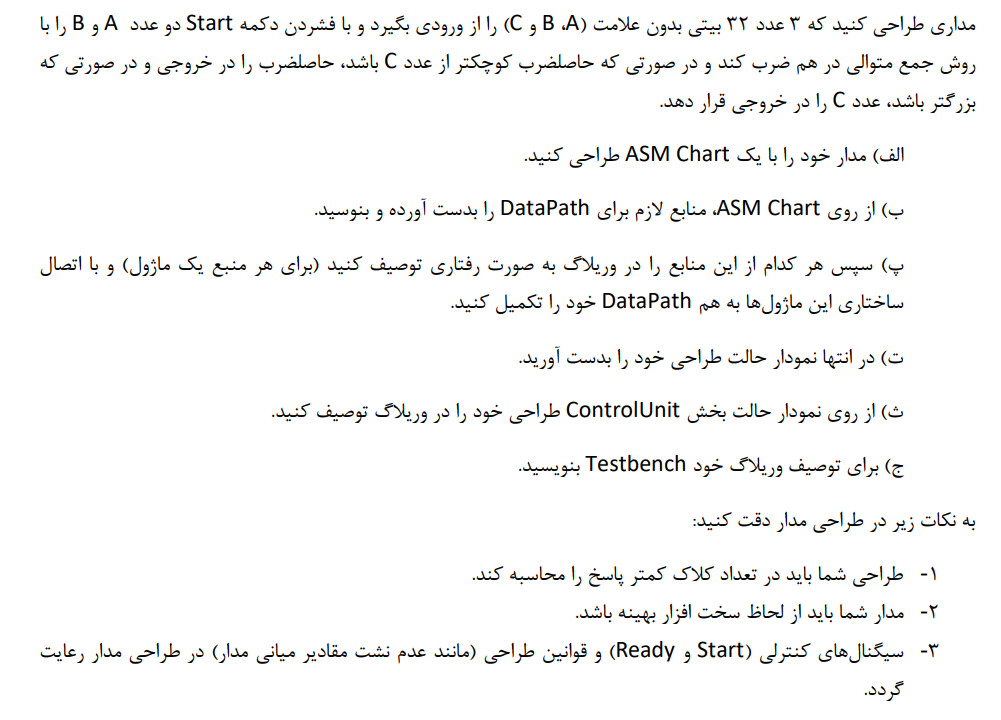 مداری طراحی کنید که ۳ عدد ۳۲ بیتی بدون علامت (A، B و C) را از ورودی بگیرد و با فشردن دکمه Start دو عدد A و B را با
روش جمع متوالی در هم ضرب کند و در صورتی که حاصلضرب کوچکتر از عدد C باشد، حاصلضرب را در خروجی و در صورتی که
بزرگتر باشد، عدد C را در خروجی قرار دهد.
الف) مدار خود را با یک ASM Chart طراحی کنید.
ب) از روی ASM Chart، منابع لازم برای DataPath را بدست آورده و بنوسید.
پ) سپس هر کدام از این منابع را در وریلاگ به صورت رفتاری توصیف کنید (برای هر منبع یک ماژول) و با اتصال
ساختاری این ماژول‌ها به هم DataPath خود را تکمیل کنید.
ت) در انتها نمودار حالت طراحی خود را بدست آورید.
ث) از روی نمودار حالت بخش ControlUnit طراحی خود را در وریلاگ توصیف کنید.
ج) برای توصیف وریلاگ خود Testbench بنویسید.
به نکات زیر در طراحی مدار دقت کنید:
۱- طراحی شما باید در تعداد کلاک کمتر پاسخ را محاسبه کند.
۲- مدار شما باید از لحاظ سخت افزار بهینه باشد.
۳- سیگنال‌های کنترلی (Start و Ready) و قوانین طراحی (مانند عدم نشت مقادیر میانی مدار) در طراحی مدار رعایت
گردد.